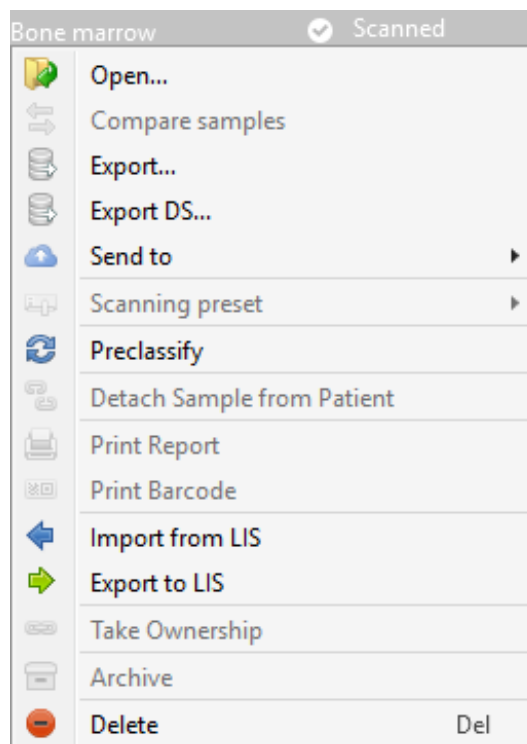 Bone marrow Scanned
Open...
Compare samples
Export...
Export DS...
Send to
Scanning preset
Preclassify
Detach Sample from Patient
Print Report
Print Barcode
Import from LIS
Export to LIS
Take Ownership
Archive
Delete Del